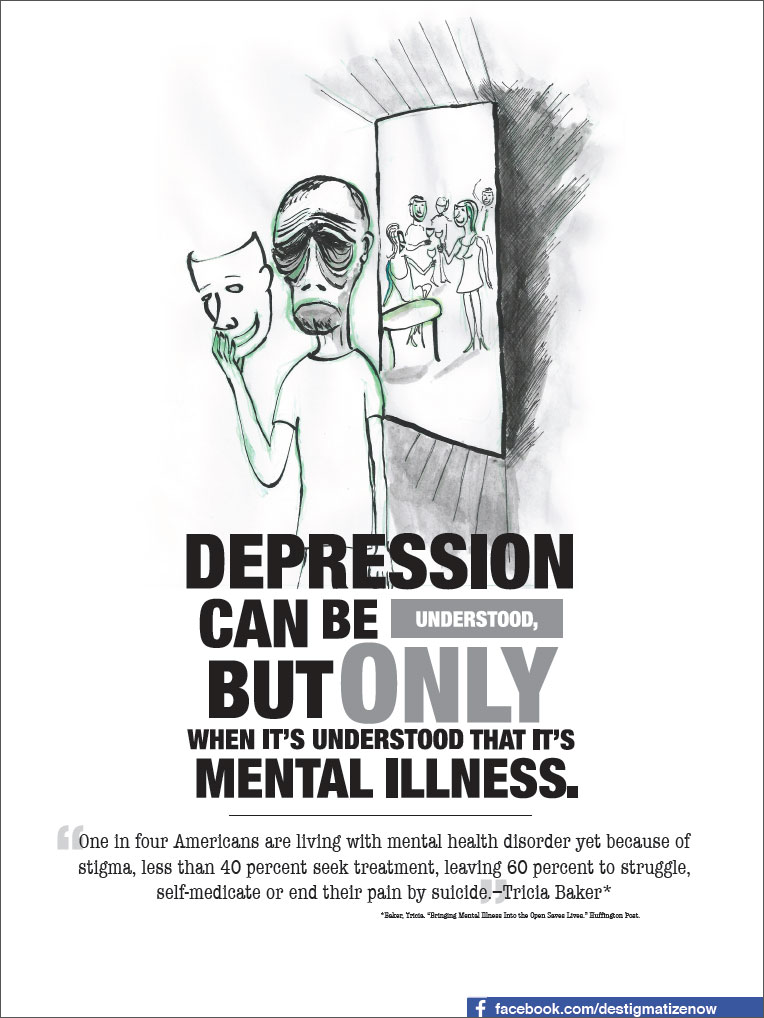 DEPRESSION
CAN BE UNDERSTOOD,
BUT ONLY
WHEN IT'S UNDERSTOOD THAT IT'S
MENTAL ILLNESS.
“One in four Americans are living with mental health disorder yet because of
stigma, less than 40 percent seek treatment, leaving 60 percent to struggle,
self-medicate or end their pain by suicide.”—Tricia Baker*
*Baker, Yricia. “Bringing Mental Illness Into the Open Saves Lives.” Huffington Post.
f facebook.com/destigmatizenow